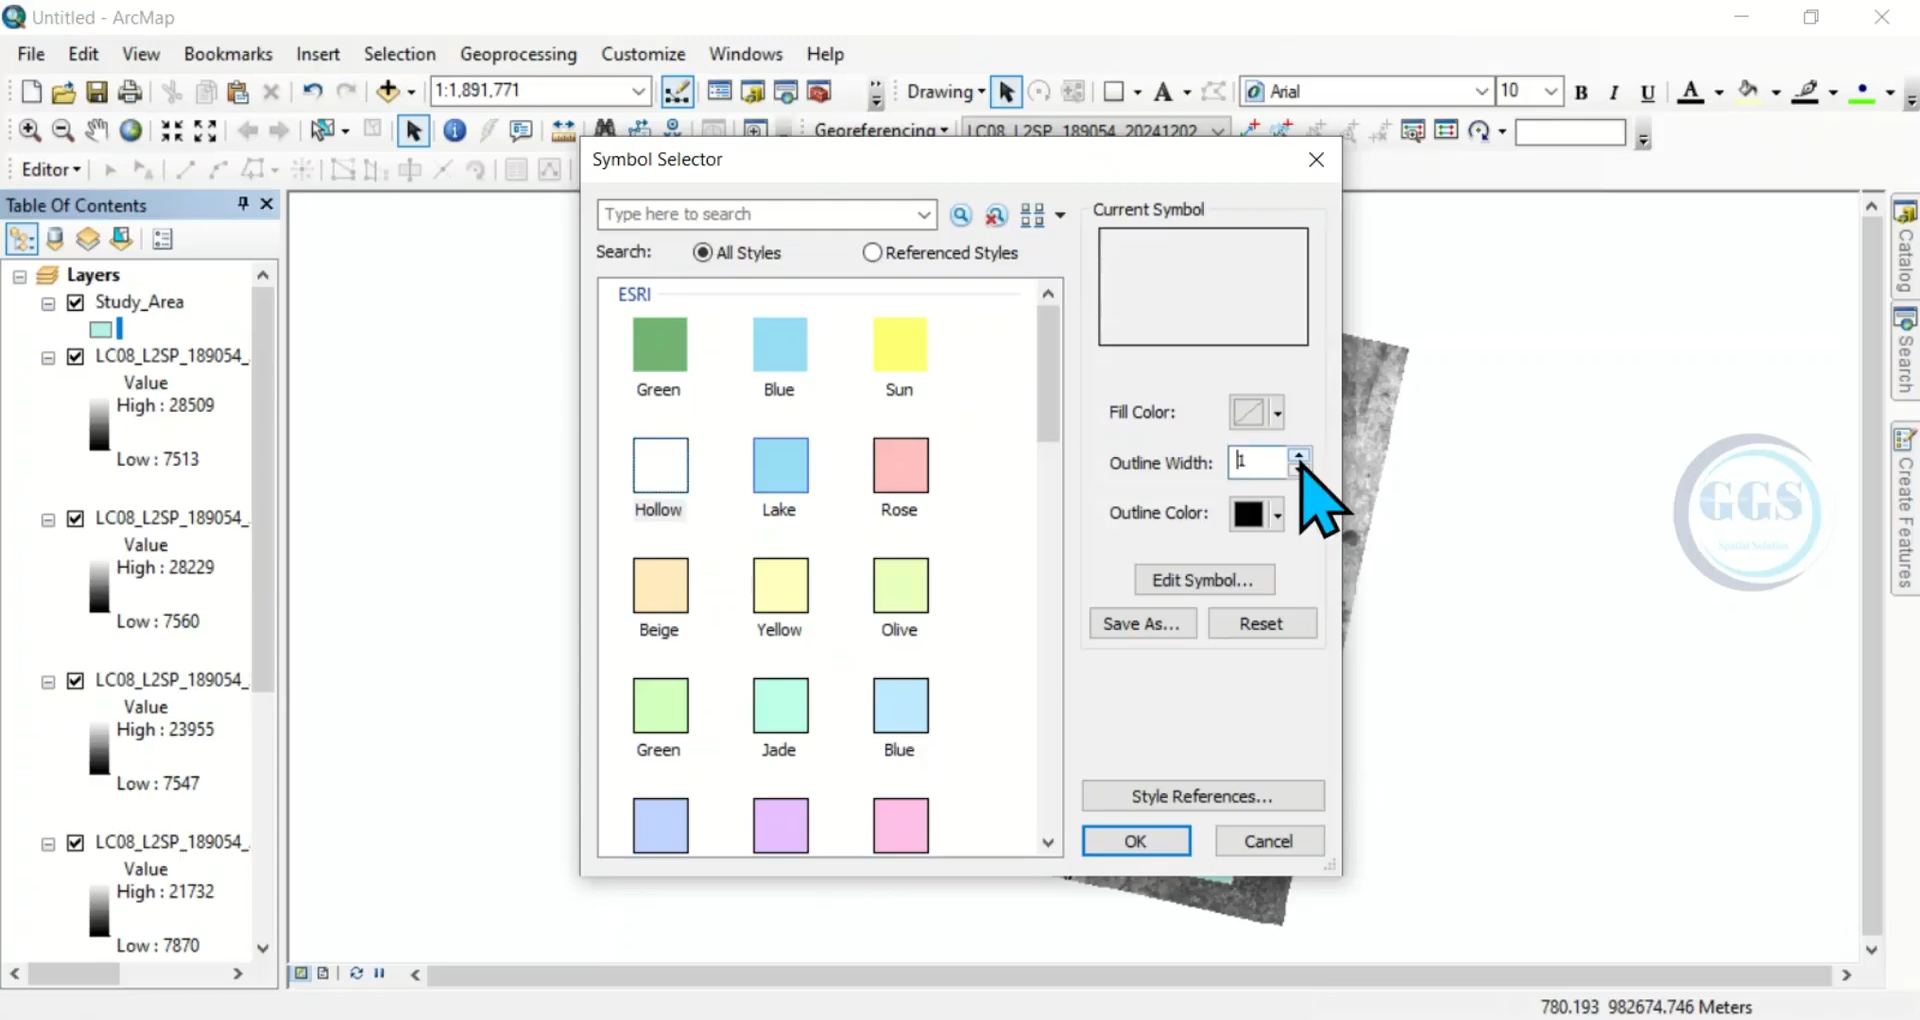 Untitled - ArcMap
File Edit View Bookmarks Insert Selection Geoprocessing Customize Windows Help
1:1,891,771 Drawing Arial 10 B I U
Georeferencing LC08_L2SP_189054_20241202
Editor
Table Of Contents
Layers
Study_Area
LC08_L2SP_189054_
Value
High : 28509
Low : 7513
LC08_L2SP_189054_
Value
High : 28229
Low : 7560
LC08_L2SP_189054_
Value
High : 23955
Low : 7547
LC08_L2SP_189054_
Value
High : 21732
Low : 7870
Symbol Selector
Type here to search
Search: All Styles Referenced Styles
ESRI
Green Blue Sun
Hollow Lake Rose
Beige Yellow Olive
Green Jade Blue
Current Symbol
Fill Color:
Outline Width: 1
Outline Color:
Edit Symbol...
Save As... Reset
Style References...
OK Cancel
GGS
Spatial Solution
Catalog
Search
Create Features
780.193 982674.746 Meters